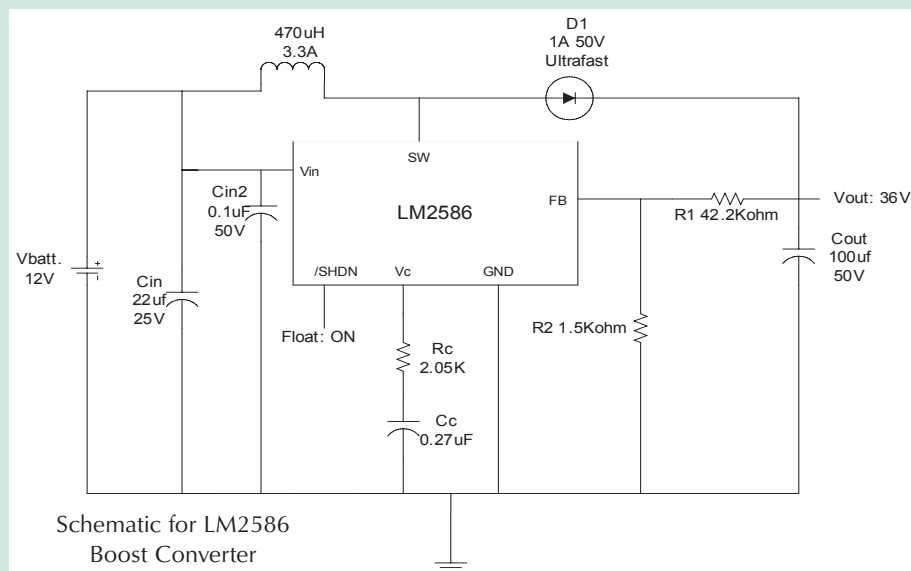 470uH
3.3A
D1
1A 50V
Ultrafast
SW
Vin
Cin2
0.1uF
50V
LM2586
FB
R1 42.2Kohm
Vout: 36V
Vbatt.
12V
+
-
Cin
22uf
25V
/SHDN
Vc
GND
Cout
100uf
50V
Float: ON
R2 1.5Kohm
Rc
2.05K
Cc
0.27uF
Schematic for LM2586
Boost Converter